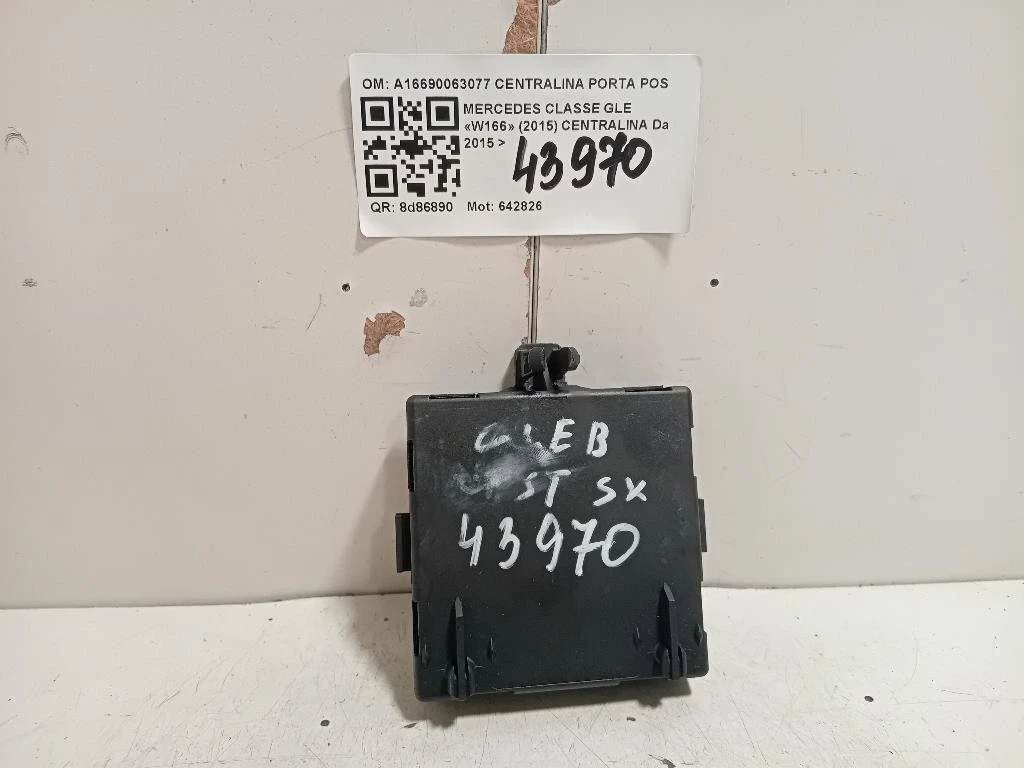 OM: A16690063077 CENTRALINA PORTA POS
MERCEDES CLASSE GLE
«W166» (2015) CENTRALINA Da
2015 >
43970
QR: 8d86890 Mot: 642826
GLEB
SX
43970